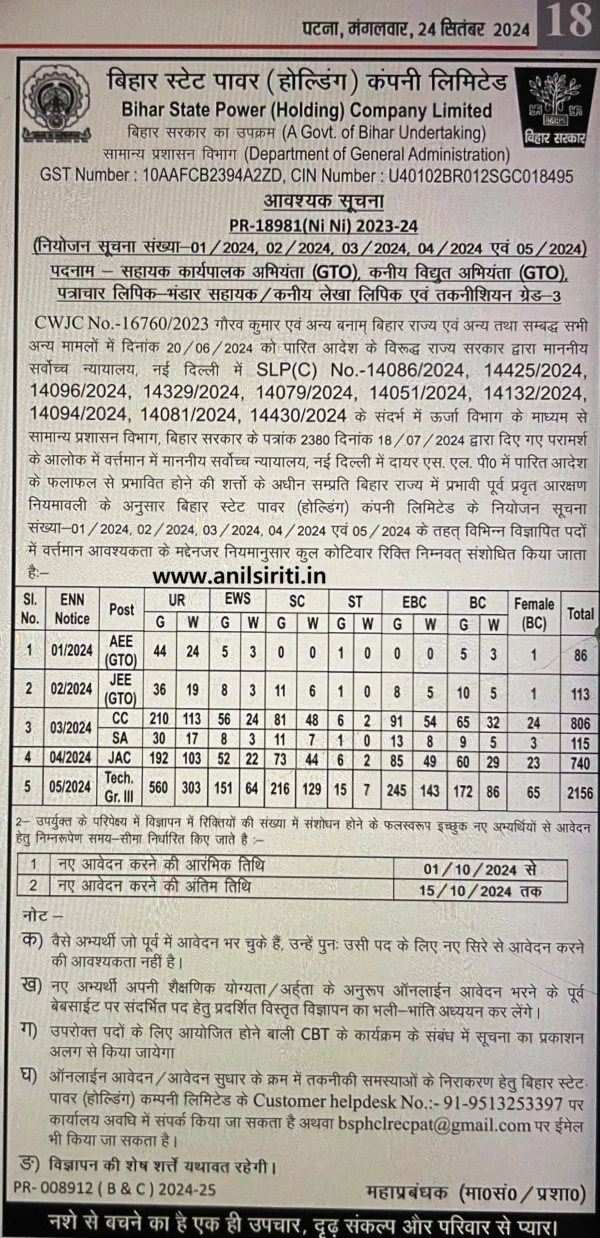 पटना, मंगलवार, 24 सितंबर 2024 18
बिहार स्टेट पावर (होल्डिंग) कंपनी लिमिटेड
Bihar State Power (Holding) Company Limited
बिहार सरकार का उपक्रम (A Govt. of Bihar Undertaking)
बिहार सरकार
सामान्य प्रशासन विभाग (Department of General Administration)
GST Number : 10AAFCB2394A2ZD, CIN Number : U40102BR012SGC018495
आवश्यक सूचना
PR-18981(Ni Ni) 2023-24
(नियोजन सूचना संख्या–01/2024, 02/2024, 03/2024, 04/2024 एवं 05/2024)
पदनाम – सहायक कार्यपालक अभियंता (GTO), कनीय विद्युत अभियंता (GTO),
पत्राचार लिपिक–भंडार सहायक/कनीय लेखा लिपिक एवं तकनीशियन ग्रेड–3
CWJC No.-16760/2023 गौरव कुमार एवं अन्य बनाम् बिहार राज्य एवं अन्य तथा सम्बद्ध सभी
अन्य मामलों में दिनांक 20/06/2024 को पारित आदेश के विरूद्ध राज्य सरकार द्वारा माननीय
सर्वोच्च न्यायालय, नई दिल्ली में SLP(C) No.-14086/2024, 14425/2024,
14096/2024, 14329/2024, 14079/2024, 14051/2024, 14132/2024,
14094/2024, 14081/2024, 14430/2024 के संदर्भ में ऊर्जा विभाग के माध्यम से
सामान्य प्रशासन विभाग, बिहार सरकार के पत्रांक 2380 दिनांक 18/07/2024 द्वारा दिए गए परामर्श
के आलोक में वर्त्तमान में माननीय सर्वोच्च न्यायालय, नई दिल्ली में दायर एस. एल. पी0 में पारित आदेश
के फलाफल से प्रभावित होने की शर्त्तो के अधीन सम्प्रति बिहार राज्य में प्रभावी पूर्व प्रवृत आरक्षण
नियमावली के अनुसार बिहार स्टेट पावर (होल्डिंग) कंपनी लिमिटेड के नियोजन सूचना
संख्या–01/2024, 02/2024, 03/2024, 04/2024 एवं 05/2024 के तहत् विभिन्न विज्ञापित पदों
में वर्त्तमान आवश्यकता के मद्देनजर नियमानुसार कुल कोटिवार रिक्ति निम्नवत् संशोधित किया जाता
है:–
www.anilsiriti.in
Sl. No. ENN Notice Post UR EWS SC ST EBC BC Female (BC) Total
G W G W G W G W G W G W
1 01/2024 AEE (GTO) 44 24 5 3 0 0 1 0 0 0 5 3 1 86
2 02/2024 JEE (GTO) 36 19 8 3 11 6 1 0 8 5 10 5 1 113
3 03/2024 CC 210 113 56 24 81 48 6 2 91 54 65 32 24 806
SA 30 17 8 3 11 7 1 0 13 8 9 5 3 115
4 04/2024 JAC 192 103 52 22 73 44 6 2 85 49 60 29 23 740
5 05/2024 Tech. Gr. III 560 303 151 64 216 129 15 7 245 143 172 86 65 2156
2– उपर्युक्त के परिपेक्ष्य में विज्ञापन में रिक्तियों की संख्या में संशोधन होने के फलस्वरूप इच्छुक नए अभ्यर्थियों से आवेदन
हेतु निम्नरूपेण समय–सीमा निर्धारित किए जाते है :–
1 नए आवेदन करने की आरंभिक तिथि 01/10/2024 से
2 नए आवेदन करने की अंतिम तिथि 15/10/2024 तक
नोट –
क) वैसे अभ्यर्थी जो पूर्व में आवेदन भर चुके हैं, उन्हें पुनः उसी पद के लिए नए सिरे से आवेदन करने
की आवश्यकता नहीं है।
ख) नए अभ्यर्थी अपनी शैक्षणिक योग्यता/अर्हता के अनुरूप ऑनलाईन आवेदन भरने के पूर्व
बेबसाईट पर संदर्भित पद हेतु प्रदर्शित विस्तृत विज्ञापन का भली–भांति अध्ययन कर लेंगे।
ग) उपरोक्त पदों के लिए आयोजित होने बाली CBT के कार्यक्रम के संबंध में सूचना का प्रकाशन
अलग से किया जायेगा
घ) ऑनलाईन आवेदन/आवेदन सुधार के क्रम में तकनीकी समस्याओं के निराकरण हेतु बिहार स्टेट
पावर (होल्डिंग) कम्पनी लिमिटेड के Customer helpdesk No.:- 91-9513253397 पर
कार्यालय अवधि में संपर्क किया जा सकता है अथवा bsphclrecpat@gmail.com पर ईमेल
भी किया जा सकता है।
ङ) विज्ञापन की शेष शर्त्ते यथावत रहेगी।
PR- 008912 ( B & C ) 2024-25 महाप्रबंधक (मा0सं0 / प्रशा0)
नशे से बचने का है एक ही उपचार, दृढ़ संकल्प और परिवार से प्यार।